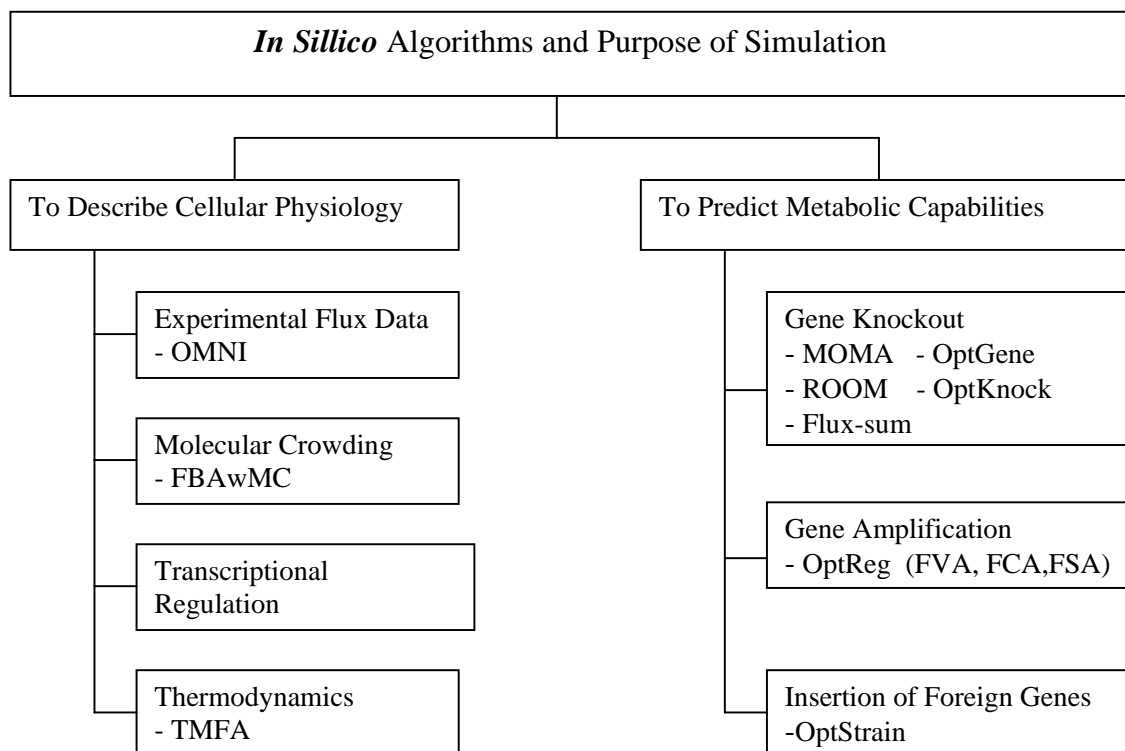 In Sillico Algorithms and Purpose of Simulation
To Describe Cellular Physiology
Experimental Flux Data
- OMNI
Molecular Crowding
- FBAwMC
Transcriptional
Regulation
Thermodynamics
- TMFA
To Predict Metabolic Capabilities
Gene Knockout
- MOMA - OptGene
- ROOM - OptKnock
- Flux-sum
Gene Amplification
- OptReg (FVA, FCA,FSA)
Insertion of Foreign Genes
-OptStrain